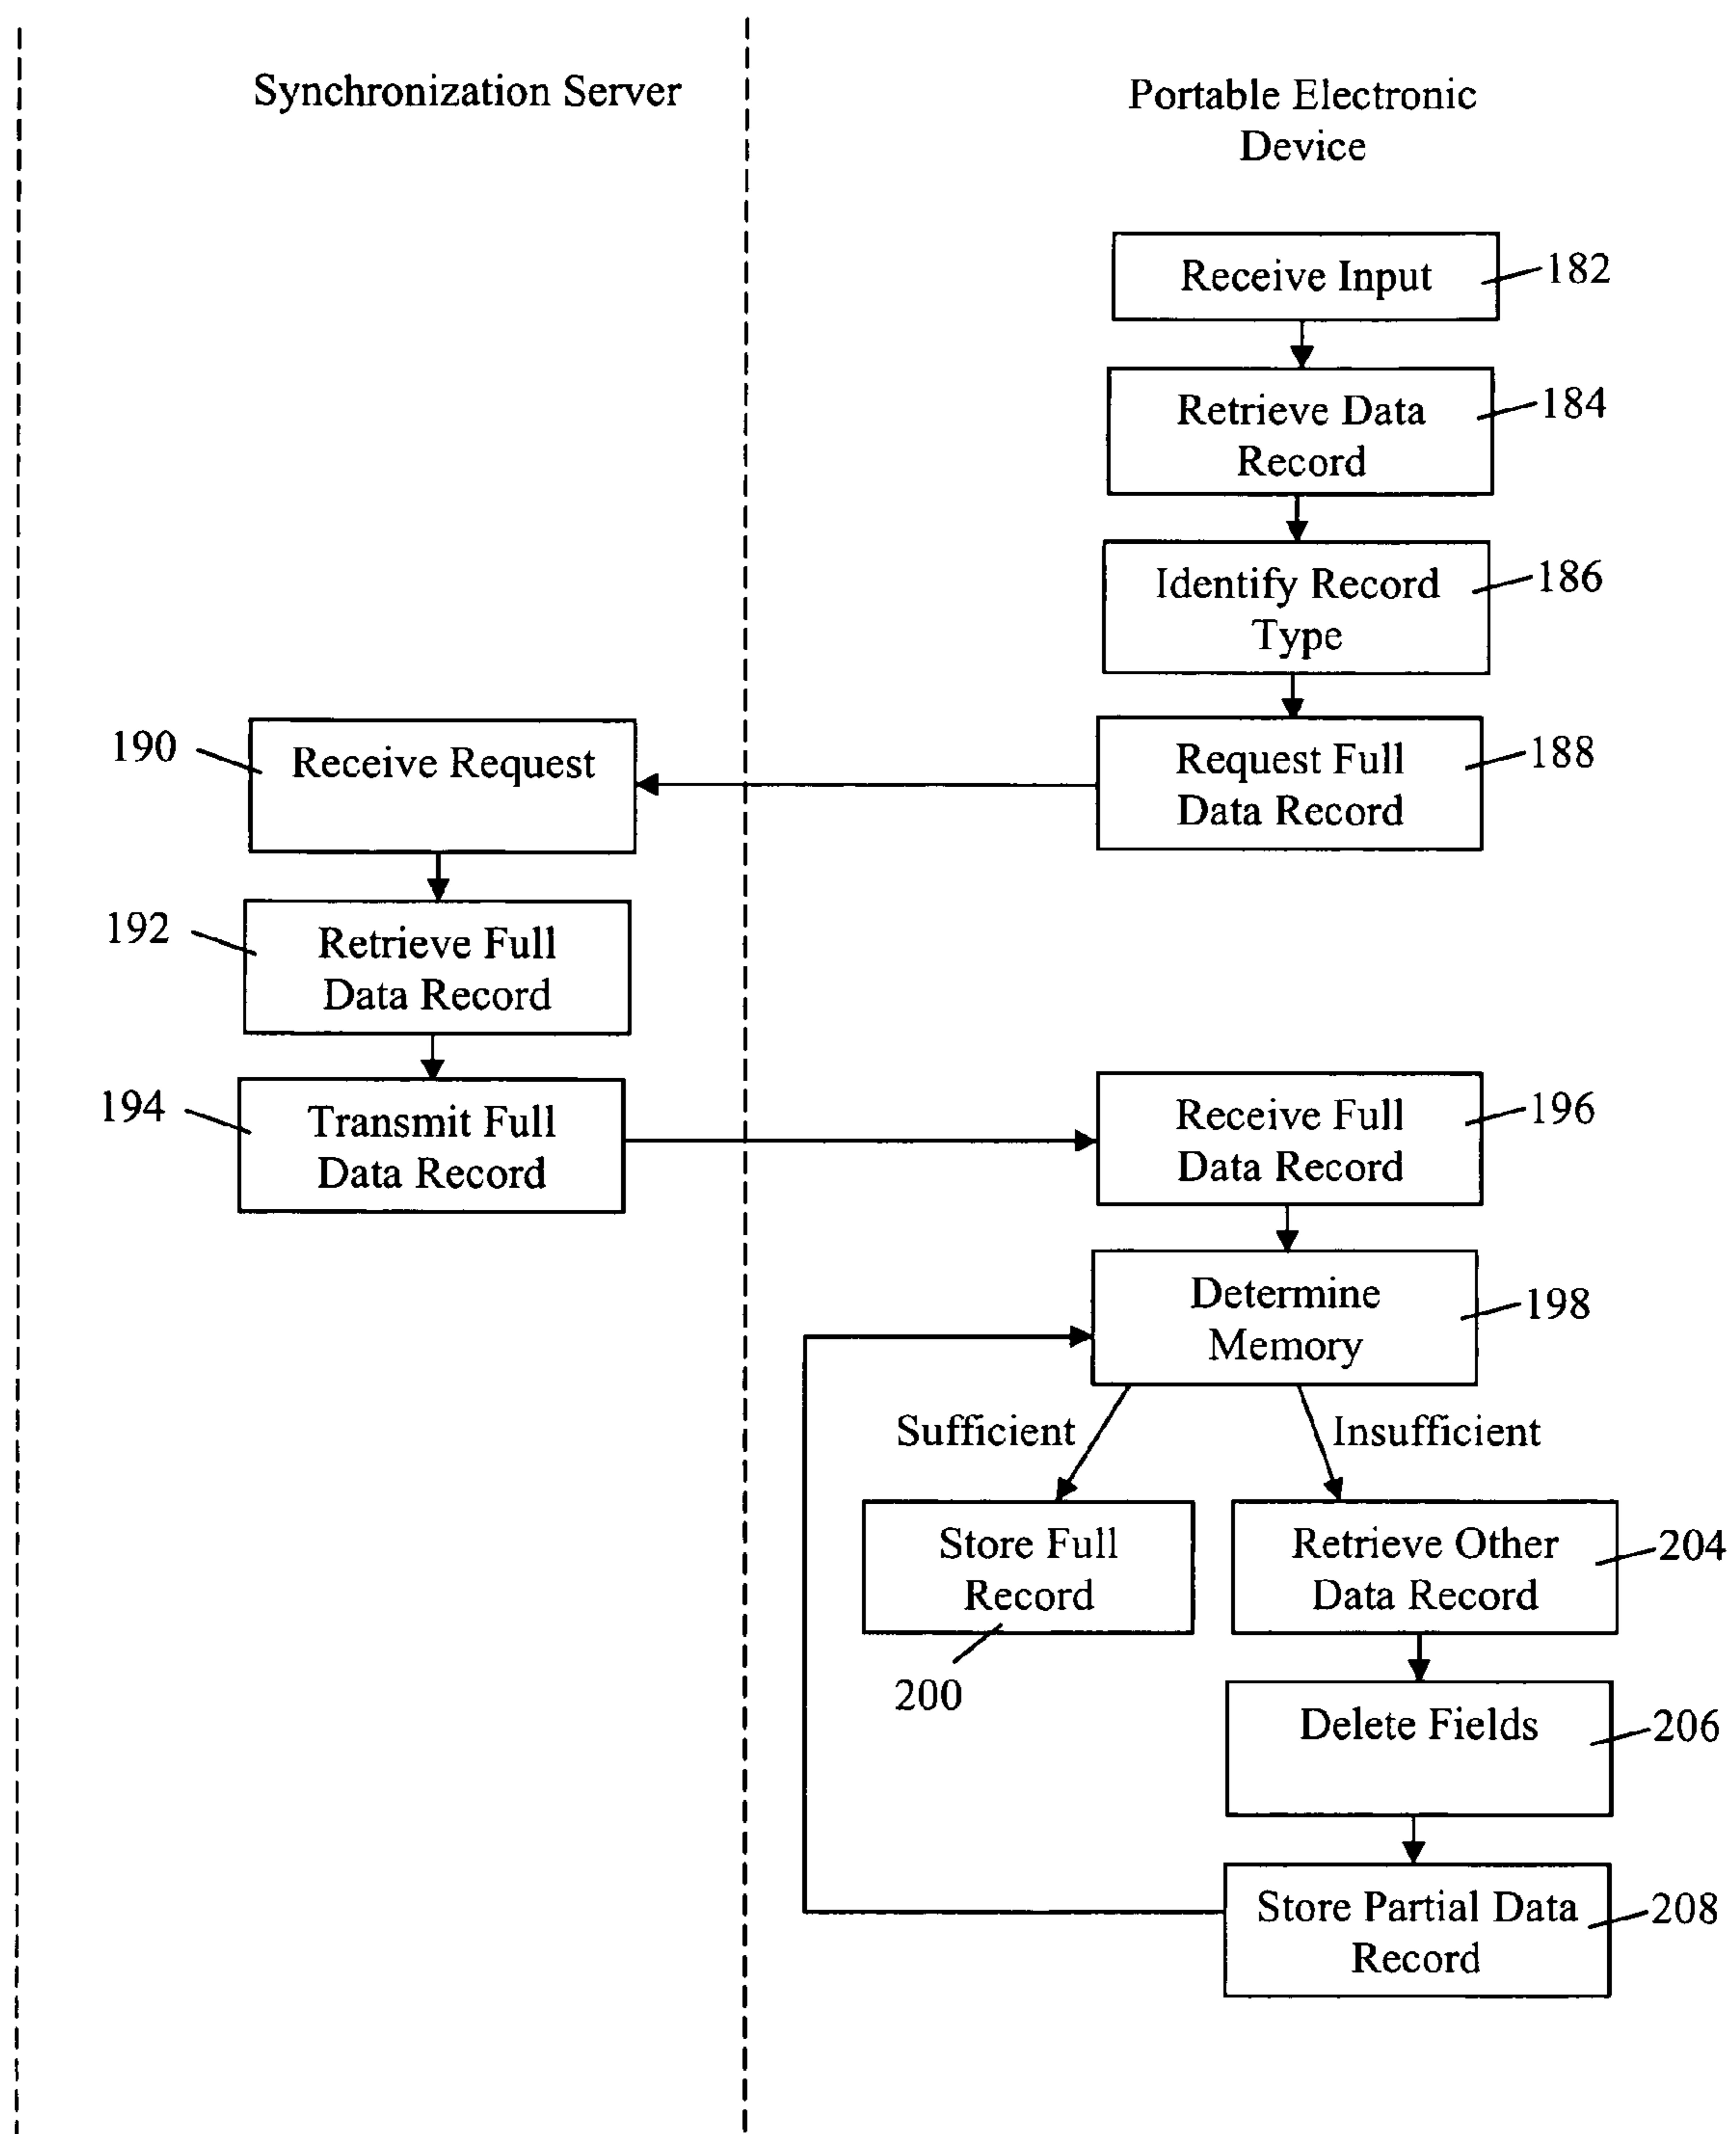 Synchronization Server
Portable Electronic
Device
Receive Input
182
Retrieve Data
Record
184
Identify Record
Type
186
Request Full
Data Record
188
190
Receive Request
192
Retrieve Full
Data Record
194
Transmit Full
Data Record
Receive Full
Data Record
196
Determine
Memory
198
Sufficient
Insufficient
Store Full
Record
200
Retrieve Other
Data Record
204
Delete Fields
206
Store Partial Data
Record
208